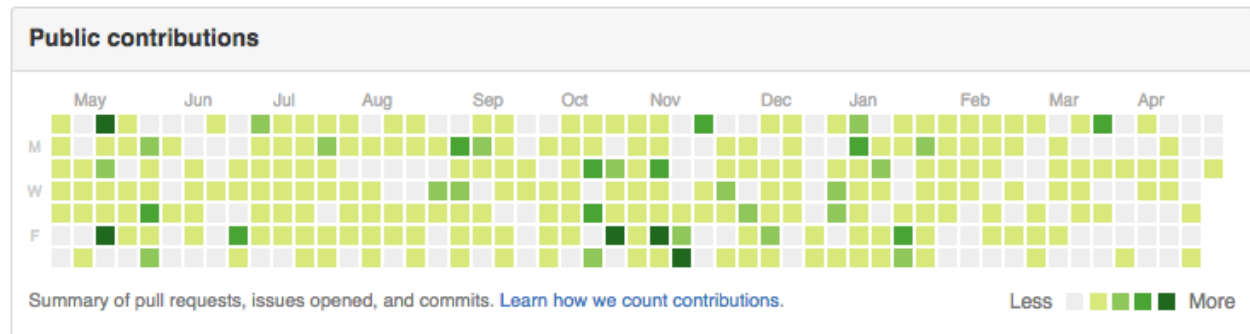 Public contributions
May Jun Jul Aug Sep Oct Nov Dec Jan Feb Mar Apr
M
W
F
Summary of pull requests, issues opened, and commits. Learn how we count contributions. Less More